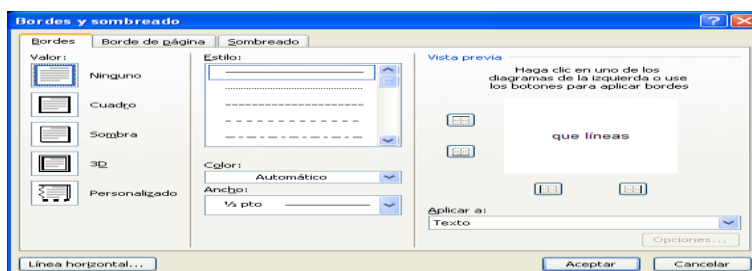 Bordes y sombreado
Bordes
Borde de página
Sombreado
Valor:
Ninguno
Cuadro
Sombra
3D
Personalizado
Estilo:
Color:
Automático
Ancho:
½ pto
Vista previa
Haga clic en uno de los
diagramas de la izquierda o use
los botones para aplicar bordes
que líneas
Aplicar a:
Texto
Opciones...
Línea horizontal...
Aceptar
Cancelar